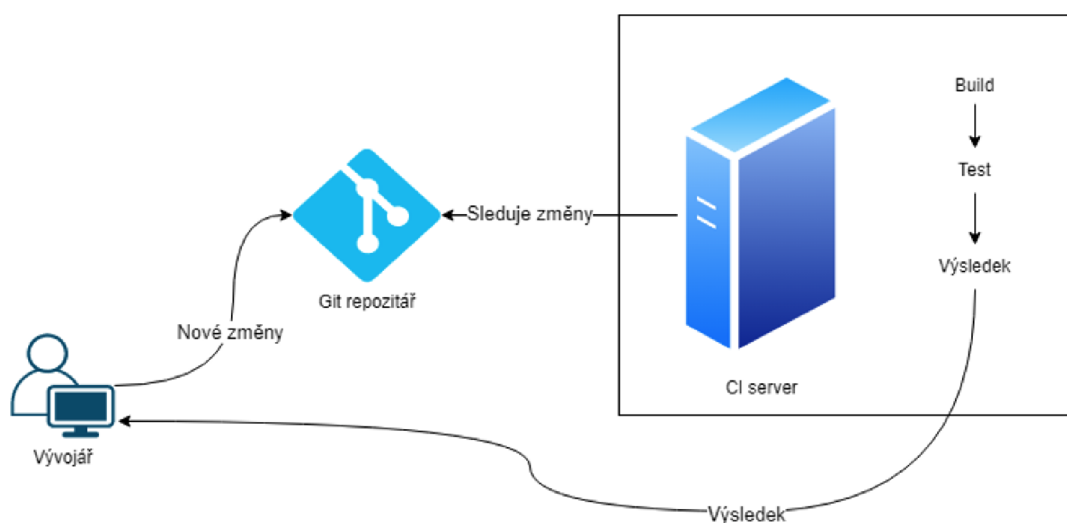 Build
Test
Sleduje změny
Výsledek
Git repozitář
Nové změny
CI server
Vývojář
Výsledek